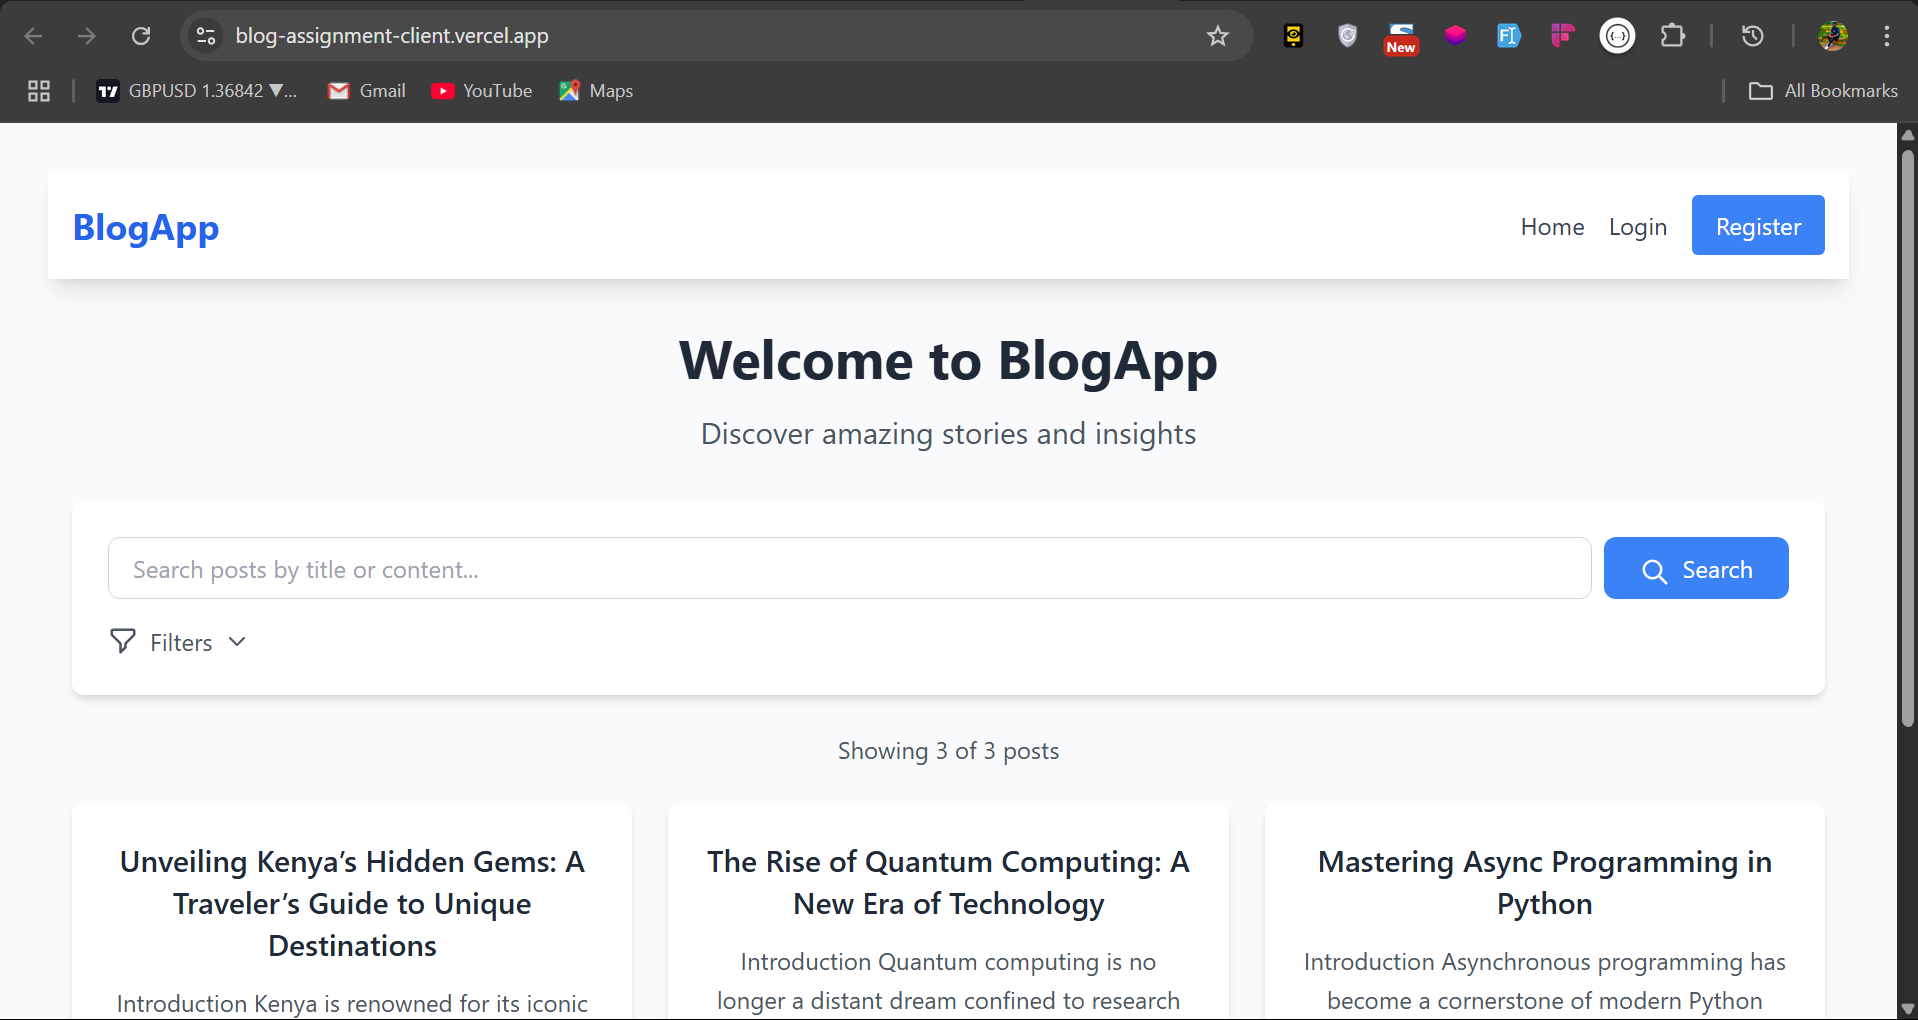 blog-assignment-client.vercel.app
New
GBPUSD 1.36842 ▼...
Gmail
YouTube
Maps
All Bookmarks
BlogApp
Home
Login
Register
Welcome to BlogApp
Discover amazing stories and insights
Search posts by title or content...
Search
Filters
Showing 3 of 3 posts
Unveiling Kenya’s Hidden Gems: A
Traveler’s Guide to Unique
Destinations
Introduction Kenya is renowned for its iconic
The Rise of Quantum Computing: A
New Era of Technology
Introduction Quantum computing is no
longer a distant dream confined to research
Mastering Async Programming in
Python
Introduction Asynchronous programming has
become a cornerstone of modern Python